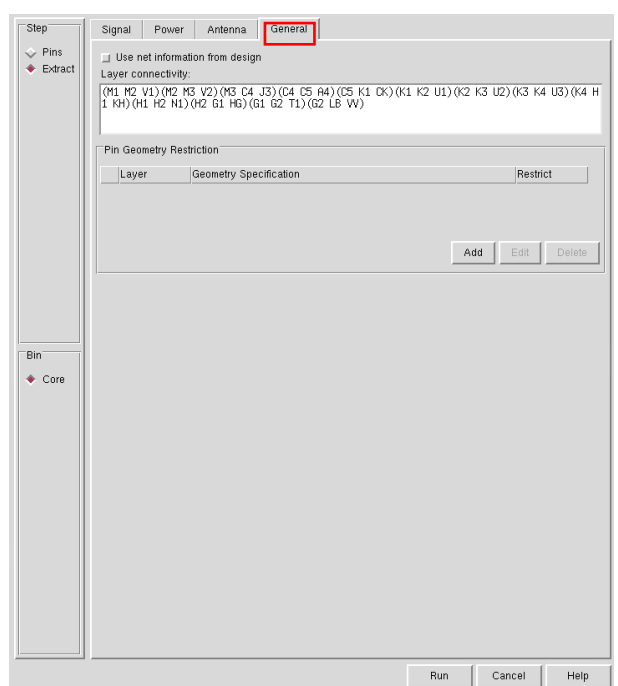 Step
Pins
Extract
Signal Power Antenna General
Use net information from design
Layer connectivity:
(M1 M2 V1)(M2 M3 V2)(M3 C4 J3)(C4 C5 A4)(C5 K1 CK)(K1 K2 U1)(K2 K3 U2)(K3 K4 U3)(K4 H
1 KH)(H1 H2 N1)(H2 G1 HG)(G1 G2 T1)(G2 LB VV)
Pin Geometry Restriction
Layer Geometry Specification Restrict
Add Edit Delete
Bin
Core
Run Cancel Help